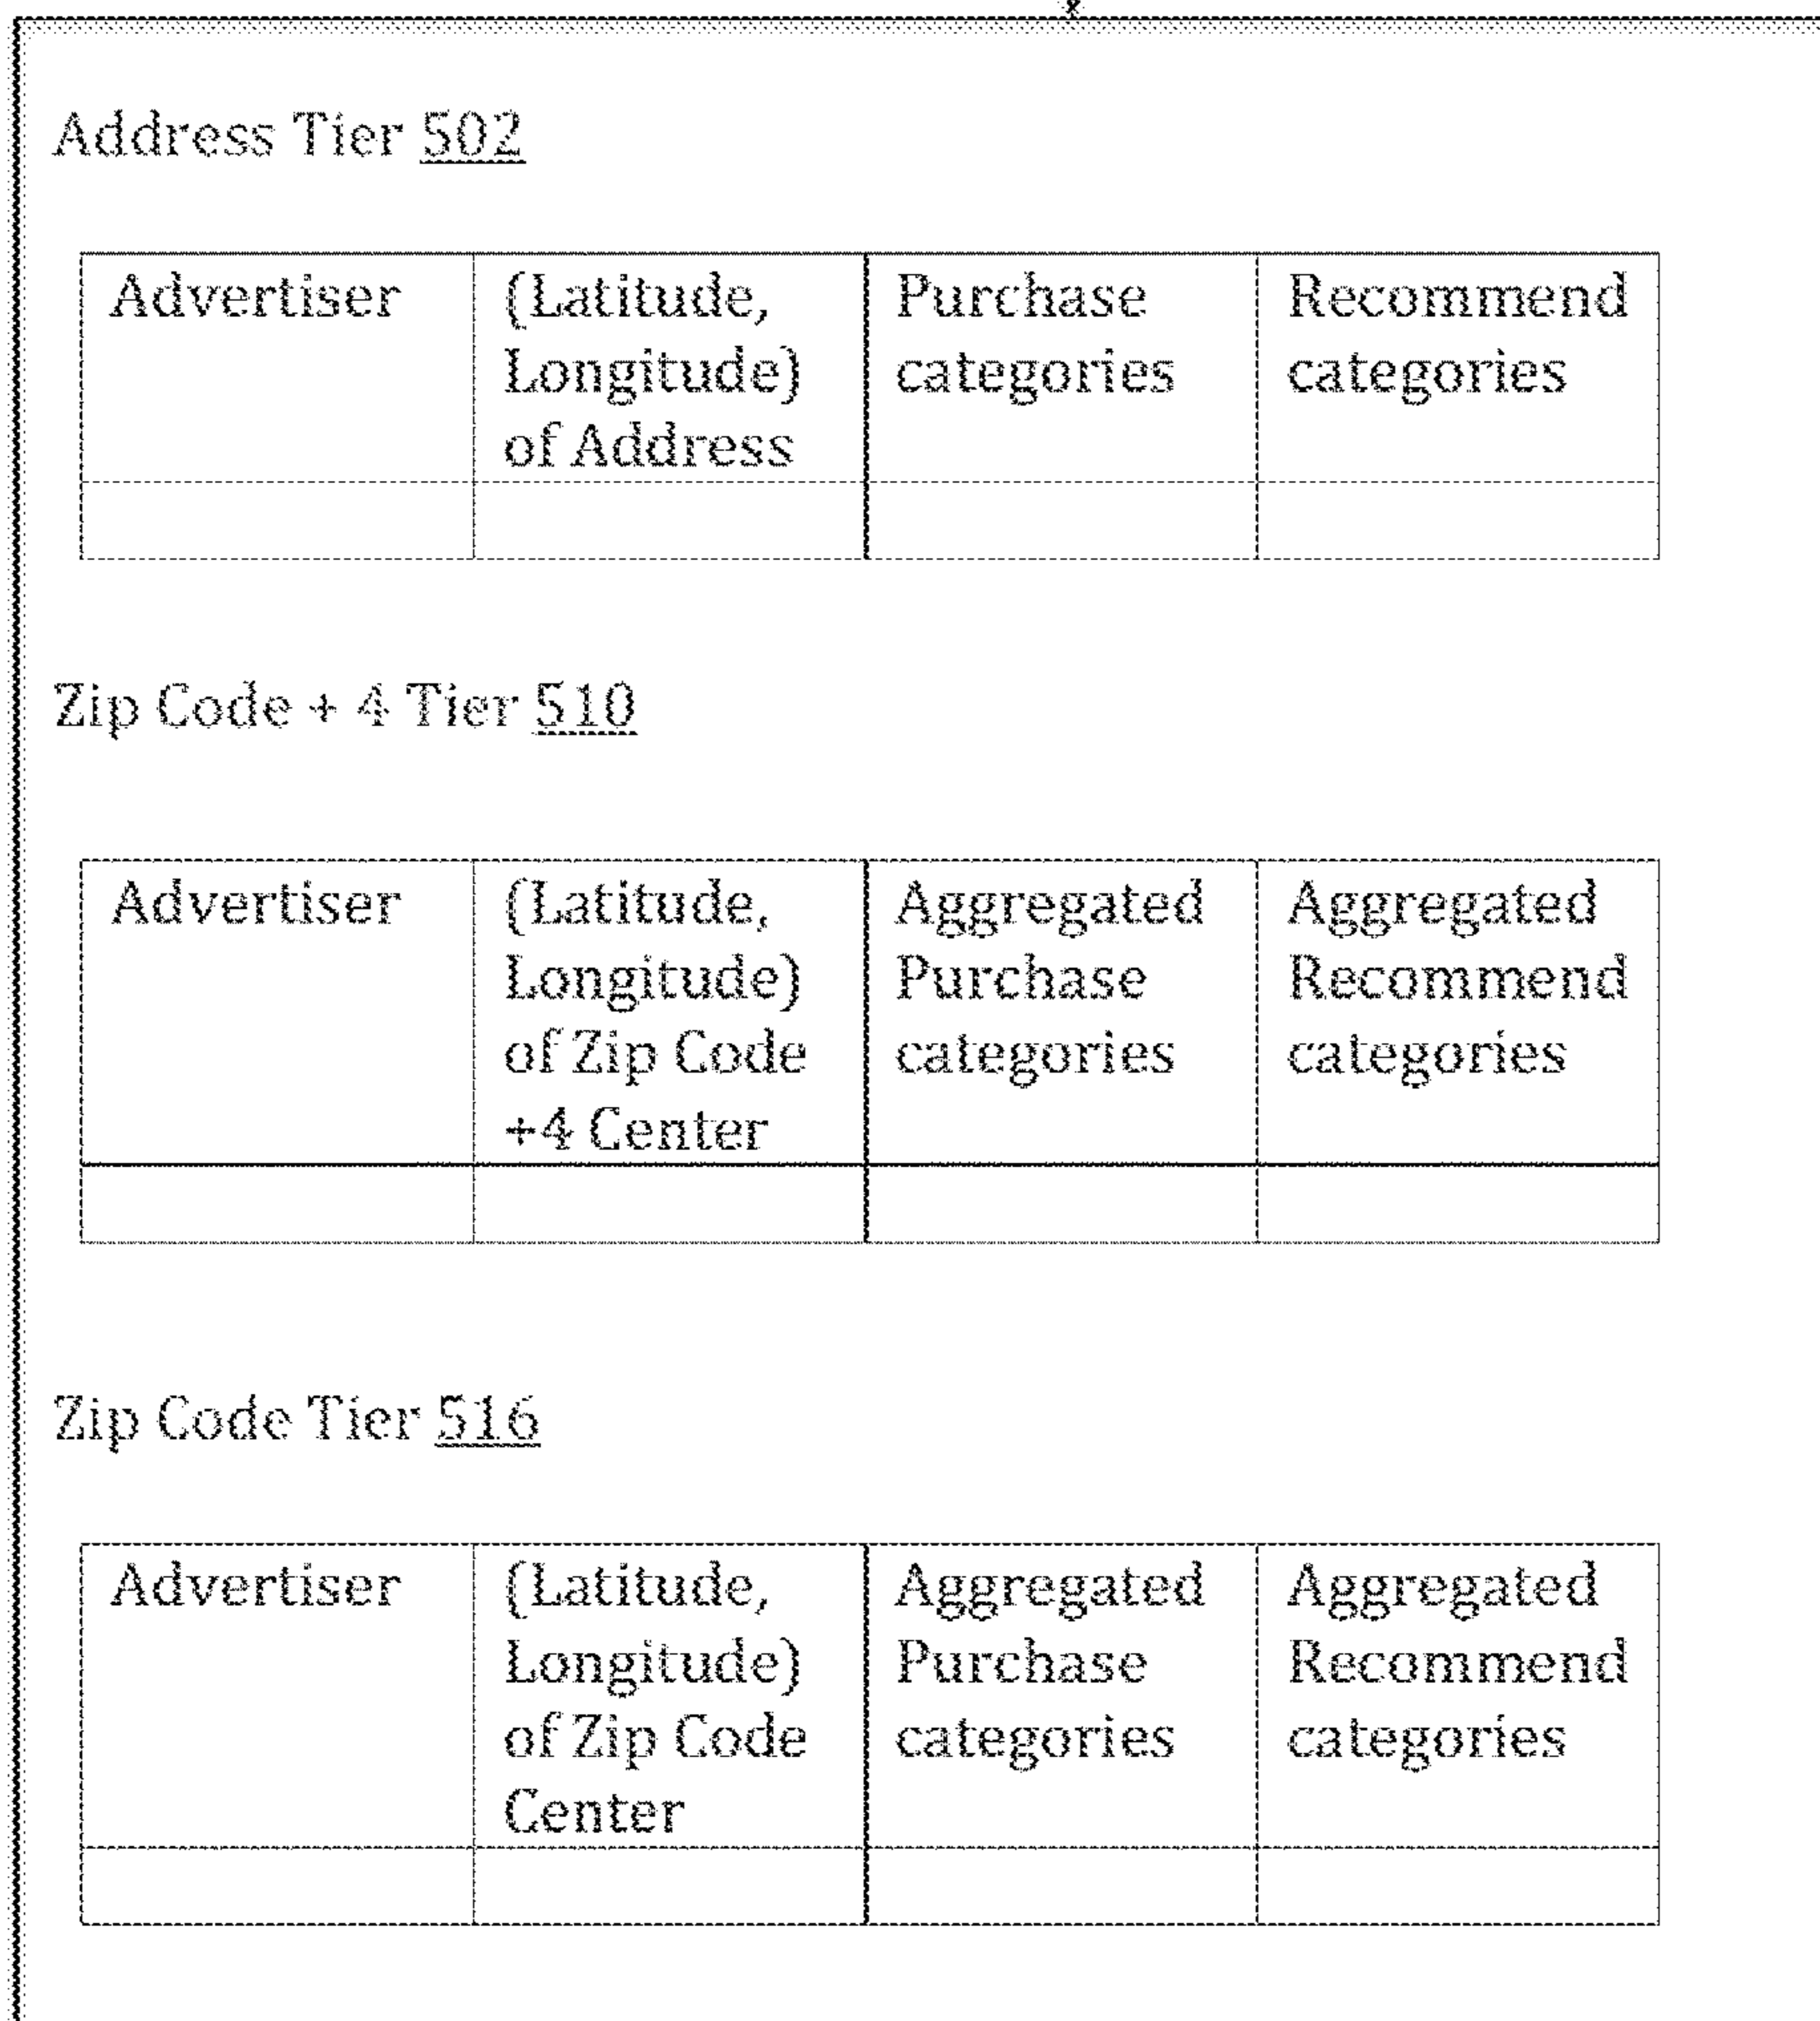 Address Tier 502
Advertiser
(Latitude,
Longitude)
of Address
Purchase
categories
Recommend
categories
Zip Code + 4 Tier 510
Advertiser
(Latitude,
Longitude)
of Zip Code
+4 Center
Aggregated
Purchase
categories
Aggregated
Recommend
categories
Zip Code Tier 516
Advertiser
(Latitude,
Longitude)
of Zip Code
Center
Aggregated
Purchase
categories
Aggregated
Recommend
categories